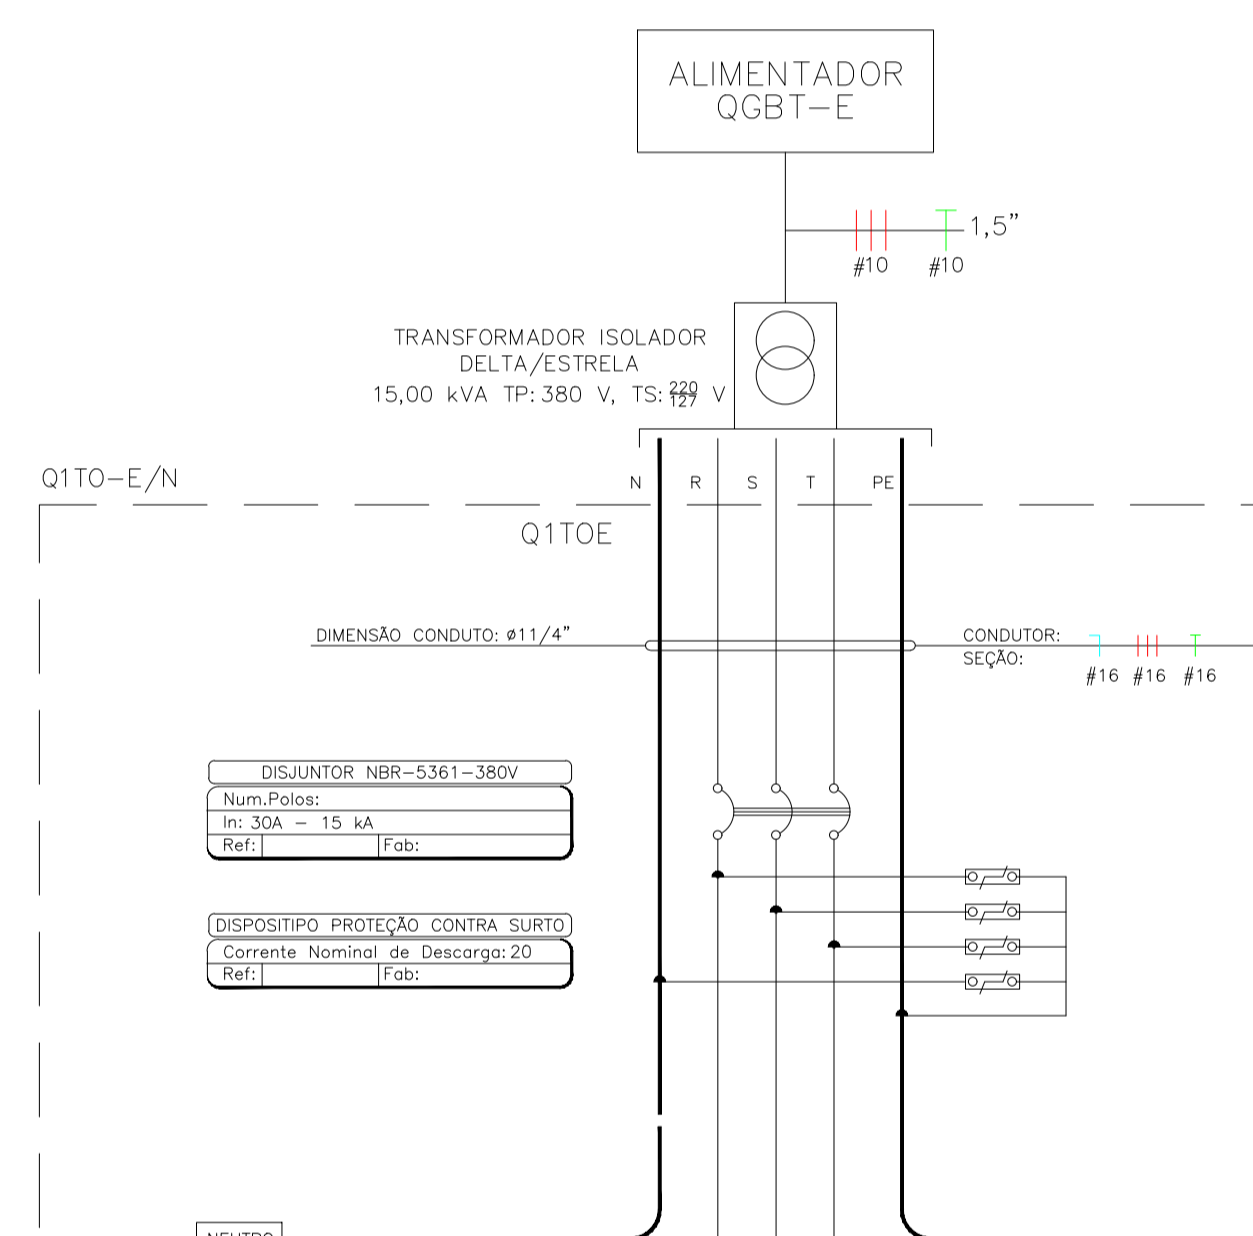 ALIMENTADOR
QGBT-E
1,5"
#10 #10
TRANSFORMADOR ISOLADOR
DELTA/ESTRELA
15,00 kVA TP: 380 V, TS: 220/127 V
Q1TO-E/N
N R S T PE
Q1TOE
DIMENSÃO CONDUTO: ø11/4"
CONDUTOR:
SEÇÃO:
#16 #16 #16
DISJUNTOR NBR-5361-380V
Num.Polos:
In: 30A - 15 kA
Ref: Fab:
DISPOSITIPO PROTEÇÃO CONTRA SURTO
Corrente Nominal de Descarga: 20
Ref: Fab:
NEUTRO